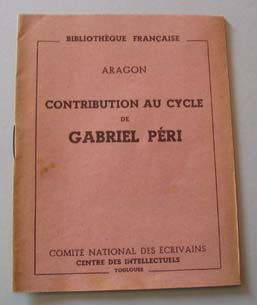 BIBLIOTHÈQUE FRANÇAISE
ARAGON
CONTRIBUTION AU CYCLE
DE
GABRIEL PÉRI
COMITÉ NATIONAL DES ÉCRIVAINS
CENTRE DES INTELLECTUELS
TOULOUSE